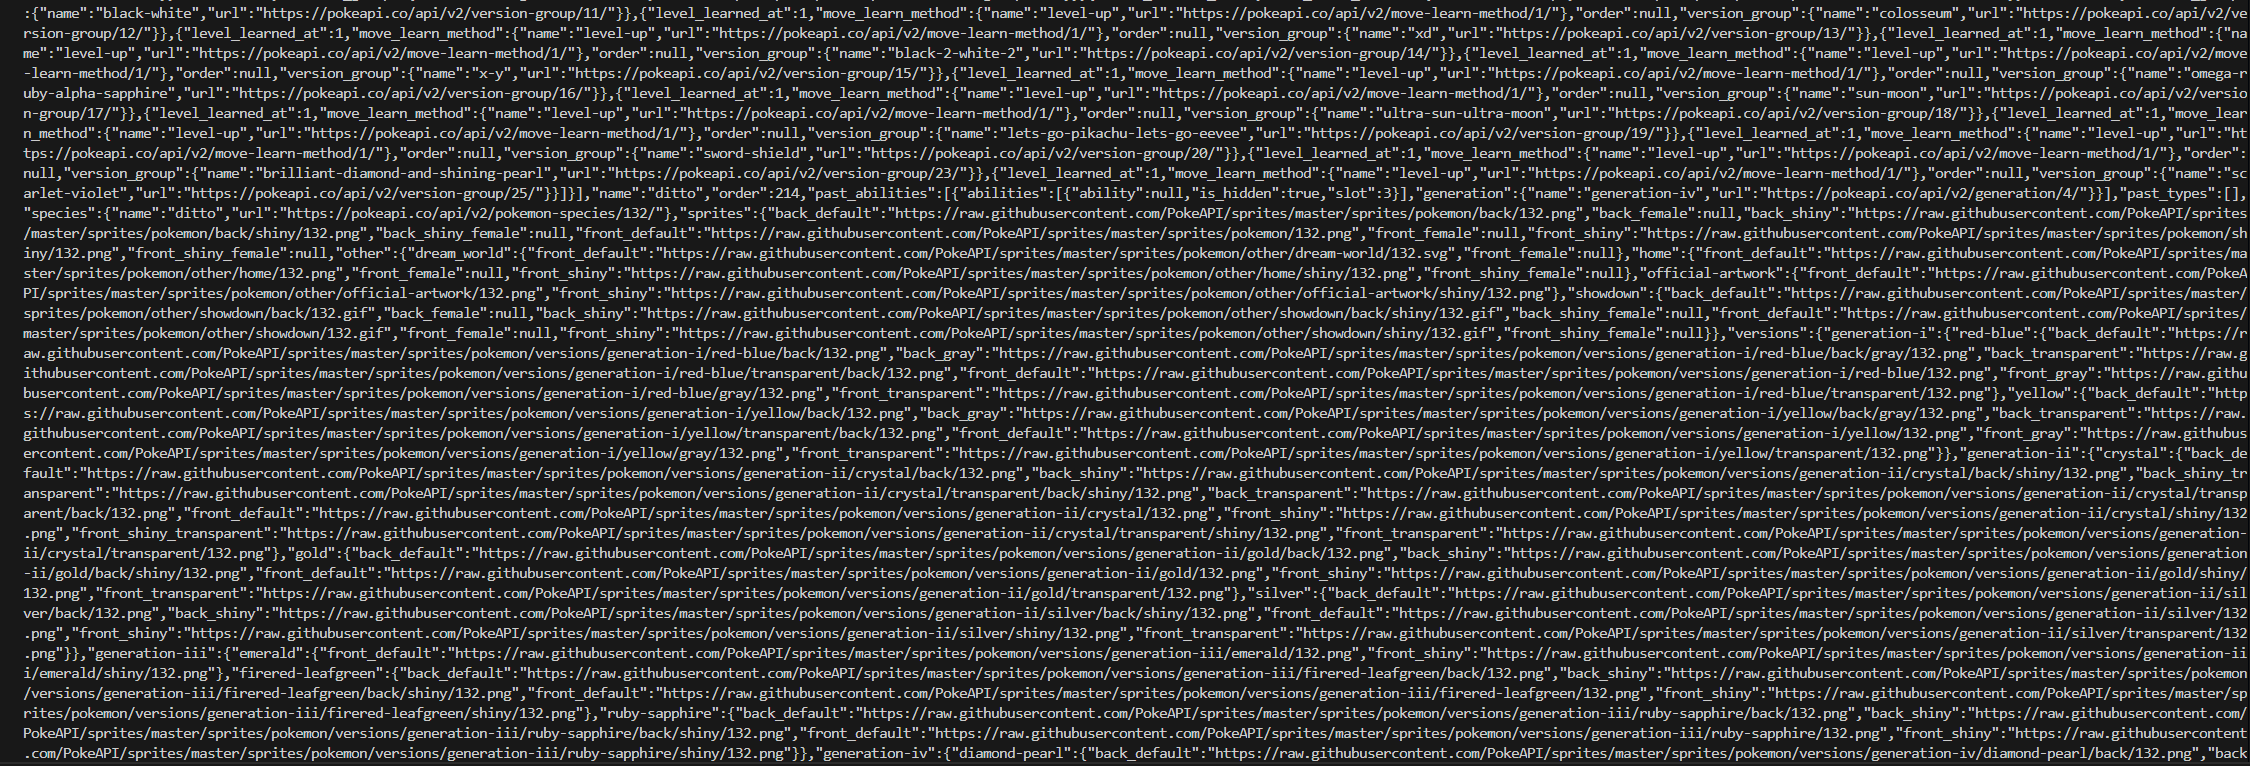 :{"name":"black-white","url":"https://pokeapi.co/api/v2/version-group/11/"}},{"level_learned_at":1,"move_learn_method":{"name":"level-up","url":"https://pokeapi.co/api/v2/move-learn-method/1/"},"order":null,"version_group":{"name":"colosseum","url":"https://pokeapi.co/api/v2/ve
rsion-group/12/"}},{"level_learned_at":1,"move_learn_method":{"name":"level-up","url":"https://pokeapi.co/api/v2/move-learn-method/1/"},"order":null,"version_group":{"name":"xd","url":"https://pokeapi.co/api/v2/version-group/13/"}},{"level_learned_at":1,"move_learn_method":{"na
me":"level-up","url":"https://pokeapi.co/api/v2/move-learn-method/1/"},"order":null,"version_group":{"name":"black-2-white-2","url":"https://pokeapi.co/api/v2/version-group/14/"}},{"level_learned_at":1,"move_learn_method":{"name":"level-up","url":"https://pokeapi.co/api/v2/move
-learn-method/1/"},"order":null,"version_group":{"name":"x-y","url":"https://pokeapi.co/api/v2/version-group/15/"}},{"level_learned_at":1,"move_learn_method":{"name":"level-up","url":"https://pokeapi.co/api/v2/move-learn-method/1/"},"order":null,"version_group":{"name":"omega-r
uby-alpha-sapphire","url":"https://pokeapi.co/api/v2/version-group/16/"}},{"level_learned_at":1,"move_learn_method":{"name":"level-up","url":"https://pokeapi.co/api/v2/move-learn-method/1/"},"order":null,"version_group":{"name":"sun-moon","url":"https://pokeapi.co/api/v2/versio
n-group/17/"}},{"level_learned_at":1,"move_learn_method":{"name":"level-up","url":"https://pokeapi.co/api/v2/move-learn-method/1/"},"order":null,"version_group":{"name":"ultra-sun-ultra-moon","url":"https://pokeapi.co/api/v2/version-group/18/"}},{"level_learned_at":1,"move_lear
n_method":{"name":"level-up","url":"https://pokeapi.co/api/v2/move-learn-method/1/"},"order":null,"version_group":{"name":"lets-go-pikachu-lets-go-eevee","url":"https://pokeapi.co/api/v2/version-group/19/"}},{"level_learned_at":1,"move_learn_method":{"name":"level-up","url":"ht
tps://pokeapi.co/api/v2/move-learn-method/1/"},"order":null,"version_group":{"name":"sword-shield","url":"https://pokeapi.co/api/v2/version-group/20/"}},{"level_learned_at":1,"move_learn_method":{"name":"level-up","url":"https://pokeapi.co/api/v2/move-learn-method/1/"},"order":
null,"version_group":{"name":"brilliant-diamond-and-shining-pearl","url":"https://pokeapi.co/api/v2/version-group/23/"}},{"level_learned_at":1,"move_learn_method":{"name":"level-up","url":"https://pokeapi.co/api/v2/move-learn-method/1/"},"order":null,"version_group":{"name":"sc
arlet-violet","url":"https://pokeapi.co/api/v2/version-group/25/"}}]}],"name":"ditto","order":214,"past_abilities":[{"abilities":[{"ability":null,"is_hidden":true,"slot":3}],"generation":{"name":"generation-iv","url":"https://pokeapi.co/api/v2/generation/4/"}}],"past_types":[],
"species":{"name":"ditto","url":"https://pokeapi.co/api/v2/pokemon-species/132/"},"sprites":{"back_default":"https://raw.githubusercontent.com/PokeAPI/sprites/master/sprites/pokemon/back/132.png","back_female":null,"back_shiny":"https://raw.githubusercontent.com/PokeAPI/sprites
/master/sprites/pokemon/back/shiny/132.png","back_shiny_female":null,"front_default":"https://raw.githubusercontent.com/PokeAPI/sprites/master/sprites/pokemon/132.png","front_female":null,"front_shiny":"https://raw.githubusercontent.com/PokeAPI/sprites/master/sprites/pokemon/sh
iny/132.png","front_shiny_female":null,"other":{"dream_world":{"front_default":"https://raw.githubusercontent.com/PokeAPI/sprites/master/sprites/pokemon/other/dream-world/132.svg","front_female":null},"home":{"front_default":"https://raw.githubusercontent.com/PokeAPI/sprites/ma
ster/sprites/pokemon/other/home/132.png","front_female":null,"front_shiny":"https://raw.githubusercontent.com/PokeAPI/sprites/master/sprites/pokemon/other/home/shiny/132.png","front_shiny_female":null},"official-artwork":{"front_default":"https://raw.githubusercontent.com/PokeA
PI/sprites/master/sprites/pokemon/other/official-artwork/132.png","front_shiny":"https://raw.githubusercontent.com/PokeAPI/sprites/master/sprites/pokemon/other/official-artwork/shiny/132.png"},"showdown":{"back_default":"https://raw.githubusercontent.com/PokeAPI/sprites/master/
sprites/pokemon/other/showdown/back/132.gif","back_female":null,"back_shiny":"https://raw.githubusercontent.com/PokeAPI/sprites/master/sprites/pokemon/other/showdown/back/shiny/132.gif","back_shiny_female":null,"front_default":"https://raw.githubusercontent.com/PokeAPI/sprites/
master/sprites/pokemon/other/showdown/132.gif","front_female":null,"front_shiny":"https://raw.githubusercontent.com/PokeAPI/sprites/master/sprites/pokemon/other/showdown/shiny/132.gif","front_shiny_female":null}},"versions":{"generation-i":{"red-blue":{"back_default":"https://r
aw.githubusercontent.com/PokeAPI/sprites/master/sprites/pokemon/versions/generation-i/red-blue/back/132.png","back_gray":"https://raw.githubusercontent.com/PokeAPI/sprites/master/sprites/pokemon/versions/generation-i/red-blue/back/gray/132.png","back_transparent":"https://raw.g
ithubusercontent.com/PokeAPI/sprites/master/sprites/pokemon/versions/generation-i/red-blue/transparent/back/132.png","front_default":"https://raw.githubusercontent.com/PokeAPI/sprites/master/sprites/pokemon/versions/generation-i/red-blue/132.png","front_gray":"https://raw.githu
busercontent.com/PokeAPI/sprites/master/sprites/pokemon/versions/generation-i/red-blue/gray/132.png","front_transparent":"https://raw.githubusercontent.com/PokeAPI/sprites/master/sprites/pokemon/versions/generation-i/red-blue/transparent/132.png"},"yellow":{"back_default":"http
s://raw.githubusercontent.com/PokeAPI/sprites/master/sprites/pokemon/versions/generation-i/yellow/back/132.png","back_gray":"https://raw.githubusercontent.com/PokeAPI/sprites/master/sprites/pokemon/versions/generation-i/yellow/back/gray/132.png","back_transparent":"https://raw.
githubusercontent.com/PokeAPI/sprites/master/sprites/pokemon/versions/generation-i/yellow/transparent/back/132.png","front_default":"https://raw.githubusercontent.com/PokeAPI/sprites/master/sprites/pokemon/versions/generation-i/yellow/132.png","front_gray":"https://raw.githubus
ercontent.com/PokeAPI/sprites/master/sprites/pokemon/versions/generation-i/yellow/gray/132.png","front_transparent":"https://raw.githubusercontent.com/PokeAPI/sprites/master/sprites/pokemon/versions/generation-i/yellow/transparent/132.png"}},"generation-ii":{"crystal":{"back_de
fault":"https://raw.githubusercontent.com/PokeAPI/sprites/master/sprites/pokemon/versions/generation-ii/crystal/back/132.png","back_shiny":"https://raw.githubusercontent.com/PokeAPI/sprites/master/sprites/pokemon/versions/generation-ii/crystal/back/shiny/132.png","back_shiny_tr
ansparent":"https://raw.githubusercontent.com/PokeAPI/sprites/master/sprites/pokemon/versions/generation-ii/crystal/transparent/back/shiny/132.png","back_transparent":"https://raw.githubusercontent.com/PokeAPI/sprites/master/sprites/pokemon/versions/generation-ii/crystal/transp
arent/back/132.png","front_default":"https://raw.githubusercontent.com/PokeAPI/sprites/master/sprites/pokemon/versions/generation-ii/crystal/132.png","front_shiny":"https://raw.githubusercontent.com/PokeAPI/sprites/master/sprites/pokemon/versions/generation-ii/crystal/shiny/132
.png","front_shiny_transparent":"https://raw.githubusercontent.com/PokeAPI/sprites/master/sprites/pokemon/versions/generation-ii/crystal/transparent/shiny/132.png","front_transparent":"https://raw.githubusercontent.com/PokeAPI/sprites/master/sprites/pokemon/versions/generation-
ii/crystal/transparent/132.png"},"gold":{"back_default":"https://raw.githubusercontent.com/PokeAPI/sprites/master/sprites/pokemon/versions/generation-ii/gold/back/132.png","back_shiny":"https://raw.githubusercontent.com/PokeAPI/sprites/master/sprites/pokemon/versions/generation
-ii/gold/back/shiny/132.png","front_default":"https://raw.githubusercontent.com/PokeAPI/sprites/master/sprites/pokemon/versions/generation-ii/gold/132.png","front_shiny":"https://raw.githubusercontent.com/PokeAPI/sprites/master/sprites/pokemon/versions/generation-ii/gold/shiny/
132.png","front_transparent":"https://raw.githubusercontent.com/PokeAPI/sprites/master/sprites/pokemon/versions/generation-ii/gold/transparent/132.png"},"silver":{"back_default":"https://raw.githubusercontent.com/PokeAPI/sprites/master/sprites/pokemon/versions/generation-ii/sil
ver/back/132.png","back_shiny":"https://raw.githubusercontent.com/PokeAPI/sprites/master/sprites/pokemon/versions/generation-ii/silver/back/shiny/132.png","front_default":"https://raw.githubusercontent.com/PokeAPI/sprites/master/sprites/pokemon/versions/generation-ii/silver/132
.png","front_shiny":"https://raw.githubusercontent.com/PokeAPI/sprites/master/sprites/pokemon/versions/generation-ii/silver/shiny/132.png","front_transparent":"https://raw.githubusercontent.com/PokeAPI/sprites/master/sprites/pokemon/versions/generation-ii/silver/transparent/132
.png"}},"generation-iii":{"emerald":{"front_default":"https://raw.githubusercontent.com/PokeAPI/sprites/master/sprites/pokemon/versions/generation-iii/emerald/132.png","front_shiny":"https://raw.githubusercontent.com/PokeAPI/sprites/master/sprites/pokemon/versions/generation-ii
i/emerald/shiny/132.png"},"firered-leafgreen":{"back_default":"https://raw.githubusercontent.com/PokeAPI/sprites/master/sprites/pokemon/versions/generation-iii/firered-leafgreen/back/132.png","back_shiny":"https://raw.githubusercontent.com/PokeAPI/sprites/master/sprites/pokemon
/versions/generation-iii/firered-leafgreen/back/shiny/132.png","front_default":"https://raw.githubusercontent.com/PokeAPI/sprites/master/sprites/pokemon/versions/generation-iii/firered-leafgreen/132.png","front_shiny":"https://raw.githubusercontent.com/PokeAPI/sprites/master/sp
rites/pokemon/versions/generation-iii/firered-leafgreen/shiny/132.png"},"ruby-sapphire":{"back_default":"https://raw.githubusercontent.com/PokeAPI/sprites/master/sprites/pokemon/versions/generation-iii/ruby-sapphire/back/132.png","back_shiny":"https://raw.githubusercontent.com/
PokeAPI/sprites/master/sprites/pokemon/versions/generation-iii/ruby-sapphire/back/shiny/132.png","front_default":"https://raw.githubusercontent.com/PokeAPI/sprites/master/sprites/pokemon/versions/generation-iii/ruby-sapphire/132.png","front_shiny":"https://raw.githubusercontent
.com/PokeAPI/sprites/master/sprites/pokemon/versions/generation-iii/ruby-sapphire/shiny/132.png"}},"generation-iv":{"diamond-pearl":{"back_default":"https://raw.githubusercontent.com/PokeAPI/sprites/master/sprites/pokemon/versions/generation-iv/diamond-pearl/back/132.png","back